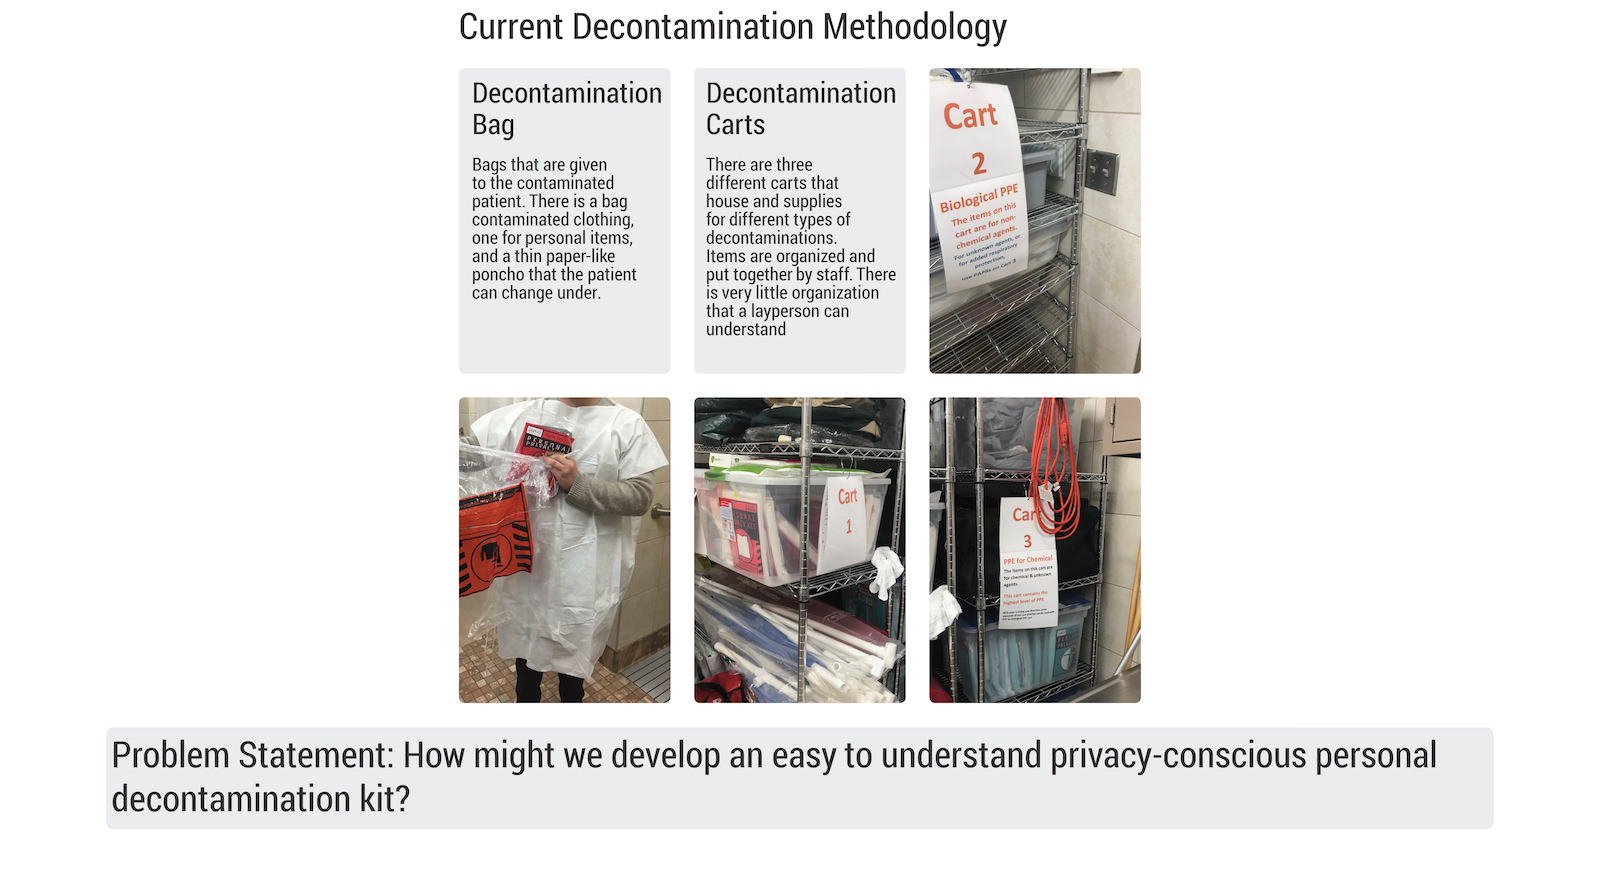 Current Decontamination Methodology
Decontamination
Bag
Bags that are given
to the contaminated
patient. There is a bag
contaminated clothing,
one for personal items,
and a thin paper-like
poncho that the patient
can change under.
Decontamination
Carts
There are three
different carts that
house and supplies
for different types of
decontaminations.
Items are organized and
put together by staff. There
is very little organization
that a layperson can
understand
Cart
2
Biological PPE
The items on this
cart are for non-
chemical agents.
For unknown agents, or
for added respiratory
protection,
use PAPRs on Cart 3
PERSONAL
Cart
1
Cart
3
PPE for Chemical
The items on this cart are
for chemical & unknown
agents.
This cart contains the
highest level of PPE
Problem Statement: How might we develop an easy to understand privacy-conscious personal
decontamination kit?